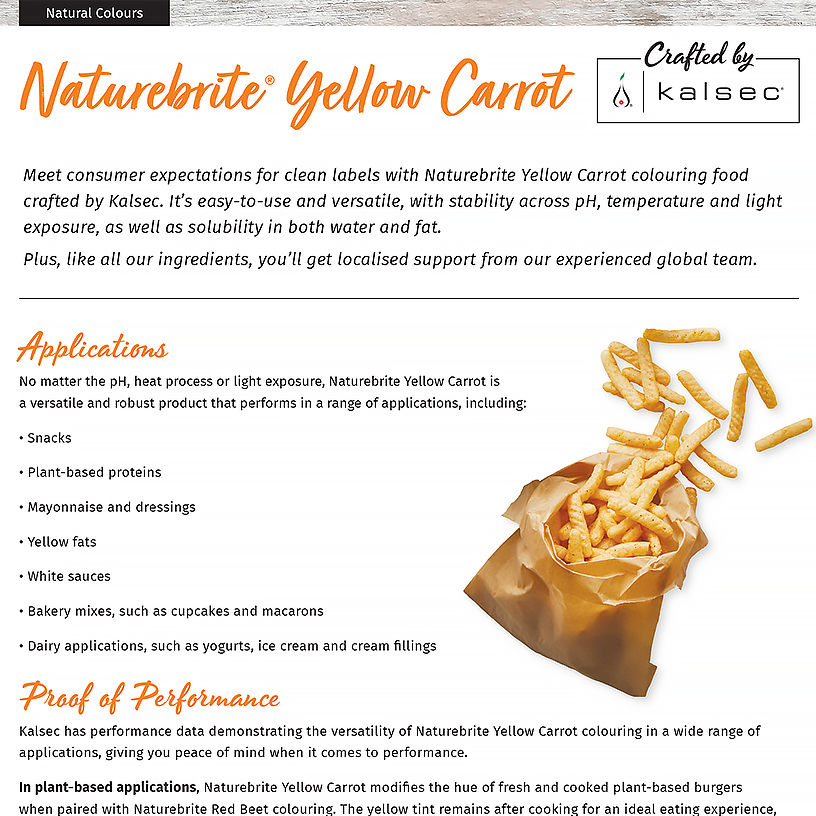 Natural Colours
Naturebrite® Yellow Carrot
Crafted by
kalsec®
Meet consumer expectations for clean labels with Naturebrite Yellow Carrot colouring food
crafted by Kalsec. It’s easy-to-use and versatile, with stability across pH, temperature and light
exposure, as well as solubility in both water and fat.
Plus, like all our ingredients, you’ll get localised support from our experienced global team.
Applications
No matter the pH, heat process or light exposure, Naturebrite Yellow Carrot is
a versatile and robust product that performs in a range of applications, including:
• Snacks
• Plant-based proteins
• Mayonnaise and dressings
• Yellow fats
• White sauces
• Bakery mixes, such as cupcakes and macarons
• Dairy applications, such as yogurts, ice cream and cream fillings
Proof of Performance
Kalsec has performance data demonstrating the versatility of Naturebrite Yellow Carrot colouring in a wide range of
applications, giving you peace of mind when it comes to performance.
In plant-based applications, Naturebrite Yellow Carrot modifies the hue of fresh and cooked plant-based burgers
when paired with Naturebrite Red Beet colouring. The yellow tint remains after cooking for an ideal eating experience,